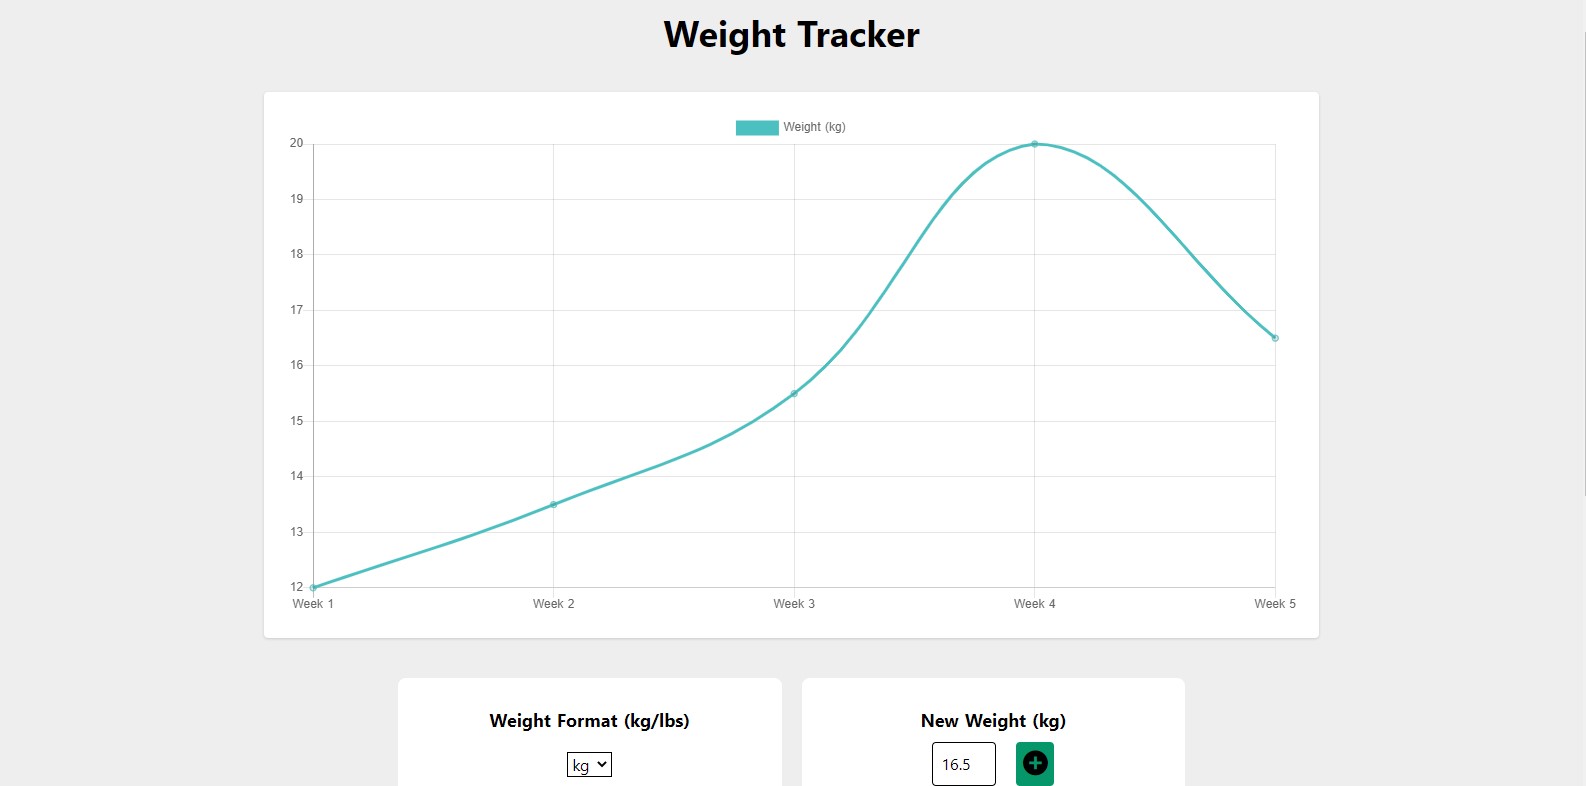 Weight Tracker
Weight (kg)
20
19
18
17
16
15
14
13
12
Week 1 Week 2 Week 3 Week 4 Week 5
Weight Format (kg/lbs)
kg
New Weight (kg)
16.5